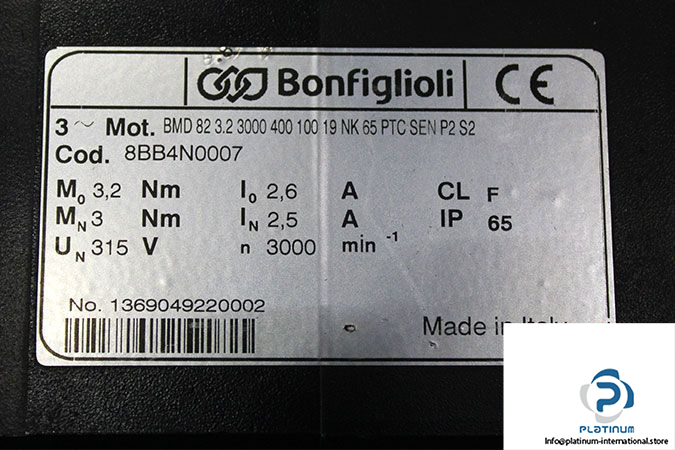 Bonfiglioli CE
3 ~ Mot. BMD 82 3.2 3000 400 100 19 NK 65 PTC SEN P2 S2
Cod. 8BB4N0007
M0 3,2 Nm I0 2,6 A CL F
MN 3 Nm IN 2,5 A IP 65
UN 315 V n 3000 min -1
No. 1369049220002
Made in Italy
PLATINUM
Info@platinum-international.store